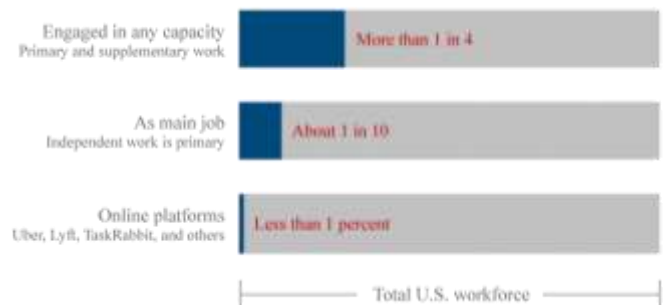 Engaged in any capacity
Primary and supplementary work
More than 1 in 4
As main job
Independent work is primary
About 1 in 10
Online platforms
Uber, Lyft, TaskRabbit, and others
Less than 1 percent
Total U.S. workforce